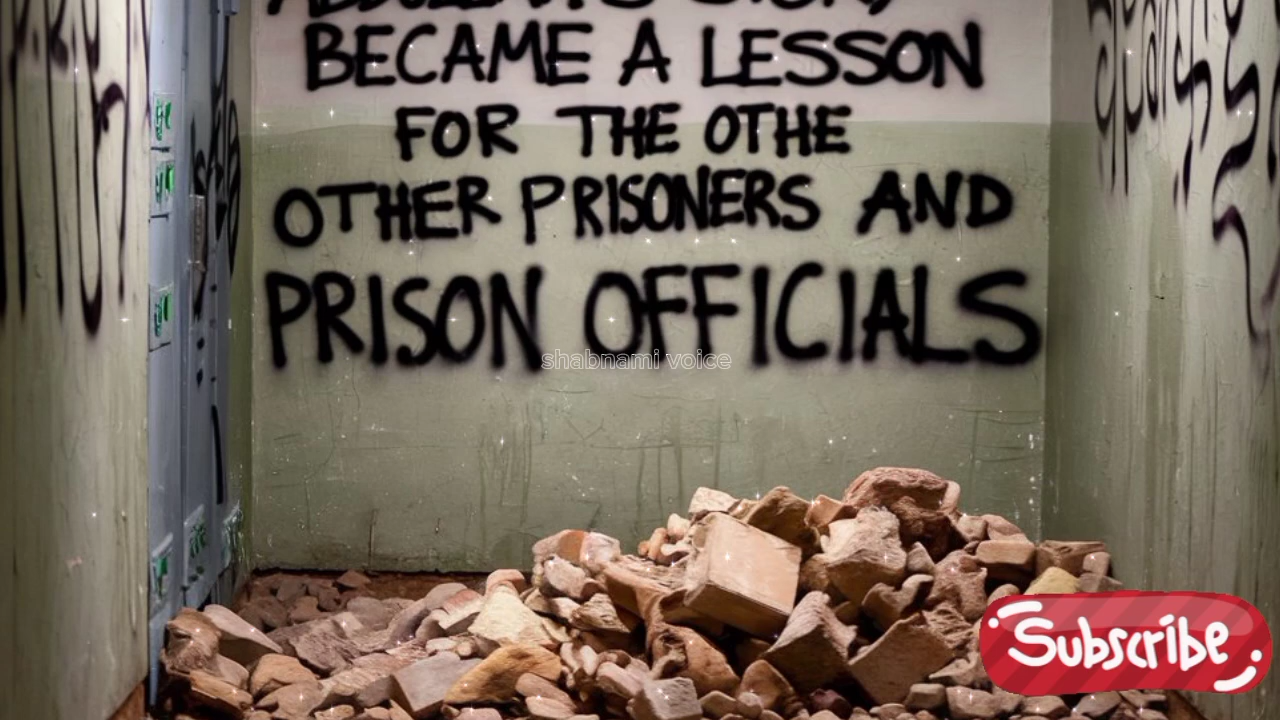 BECAME A LESSON
FOR THE OTHE
OTHER PRISONERS AND
PRISON OFFICIALS
shabnami voice
Subscribe